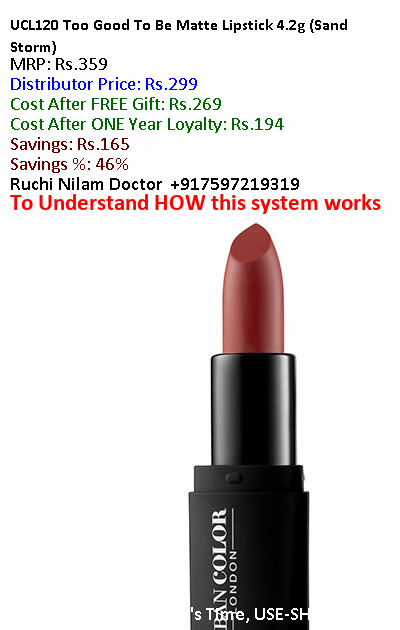 UCL120 Too Good To Be Matte Lipstick 4.2g (Sand
Storm)
MRP: Rs.359
Distributor Price: Rs.299
Cost After FREE Gift: Rs.269
Cost After ONE Year Loyalty: Rs.194
Savings: Rs.165
Savings %: 46%
Ruchi Nilam Doctor +917597219319
To Understand HOW this system works
BAN COLOR
LONDON
's Time, USE-SH